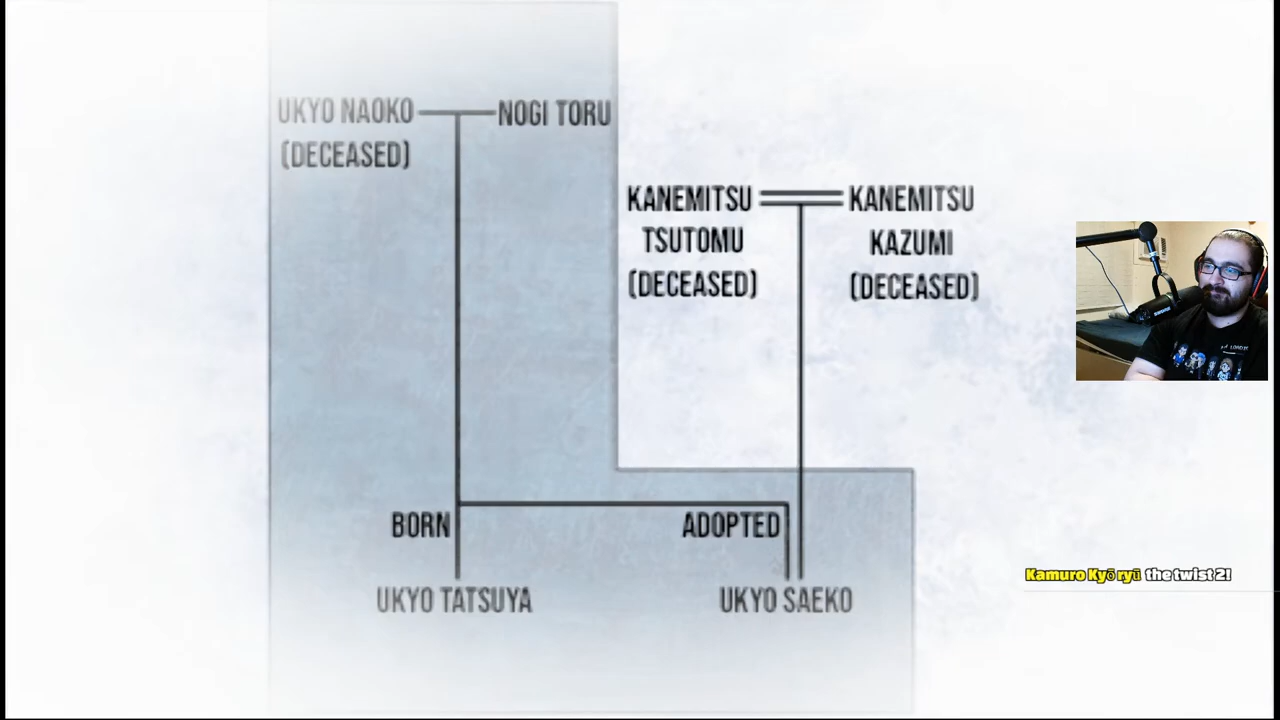 UKYO NAOKO
(DECEASED)
NOGI TORU
KANEMITSU
TSUTOMU
(DECEASED)
KANEMITSU
KAZUMI
(DECEASED)
BORN
ADOPTED
UKYO TATSUYA
UKYO SAEKO
Kamuro Kyōryū the twist 2!